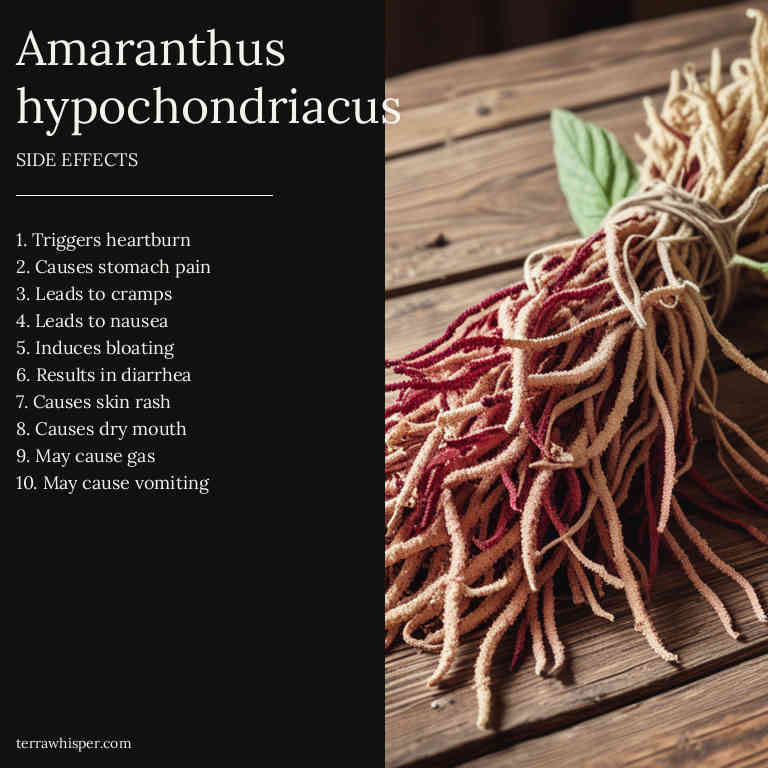 Amaranthus
hypochondriacus
SIDE EFFECTS
1. Triggers heartburn
2. Causes stomach pain
3. Leads to cramps
4. Leads to nausea
5. Induces bloating
6. Results in diarrhea
7. Causes skin rash
8. Causes dry mouth
9. May cause gas
10. May cause vomiting
terrawhisper.com